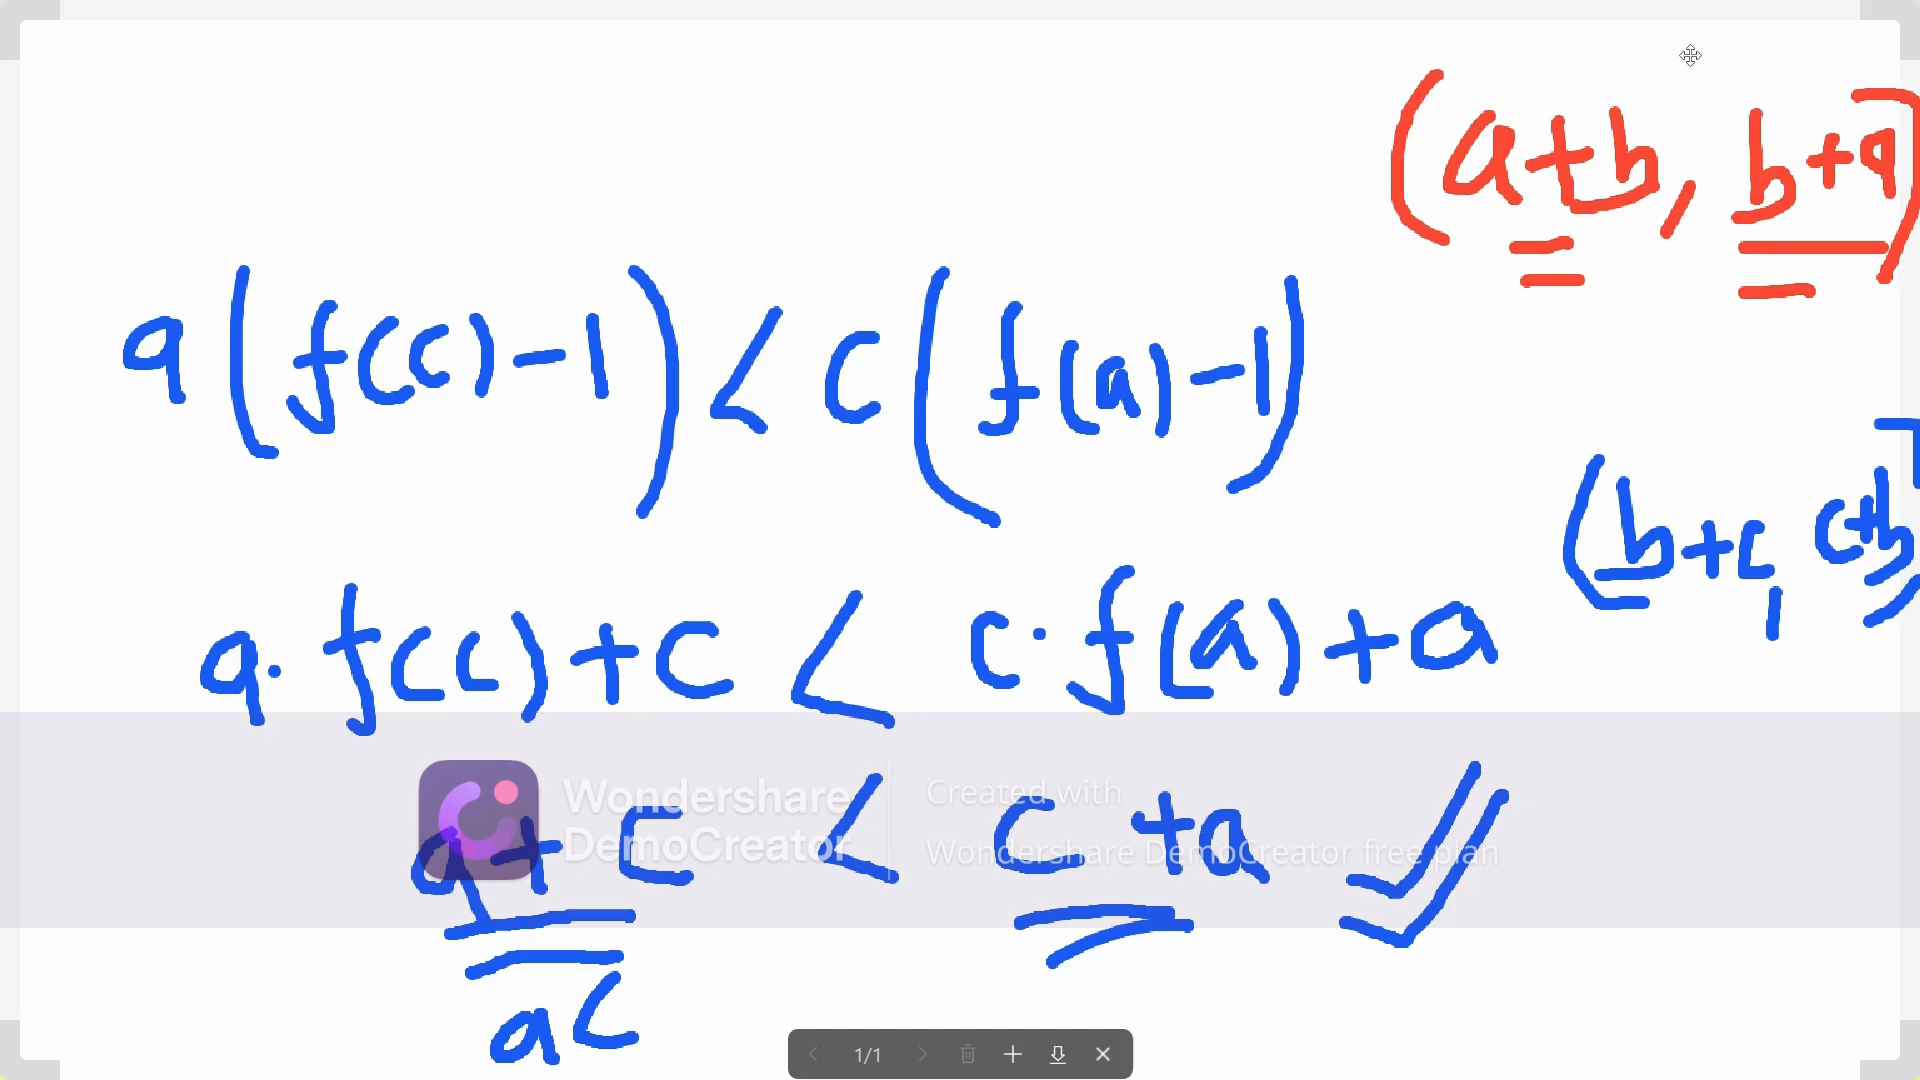 (a+b, b+a)
a(f(c)-1) < c(f(a)-1)
(b+c, c+b
a·f(c)+c < c·f(a)+a
Wondershare DemoCreator
Created with
Wondershare DemoCreator free plan
a+c < c+a
ac
1/1